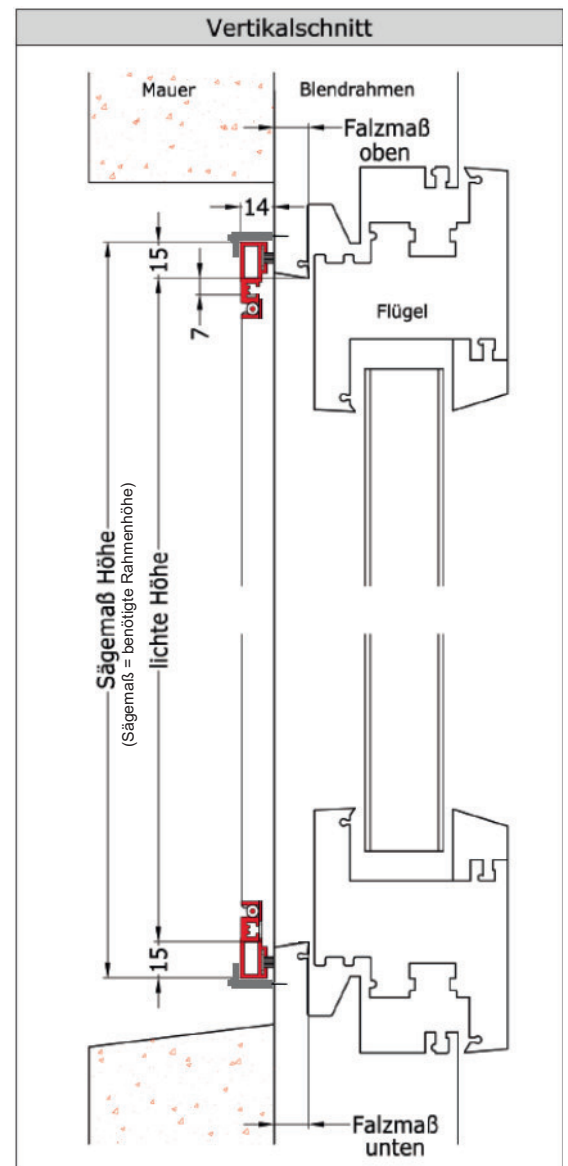 Vertikalschnitt
Mauer
Blendrahmen
Falzmaß
oben
14
15
7
Flügel
Sägemaß Höhe
(Sägemaß = benötigte Rahmenhöhe)
lichte Höhe
15
Falzmaß
unten